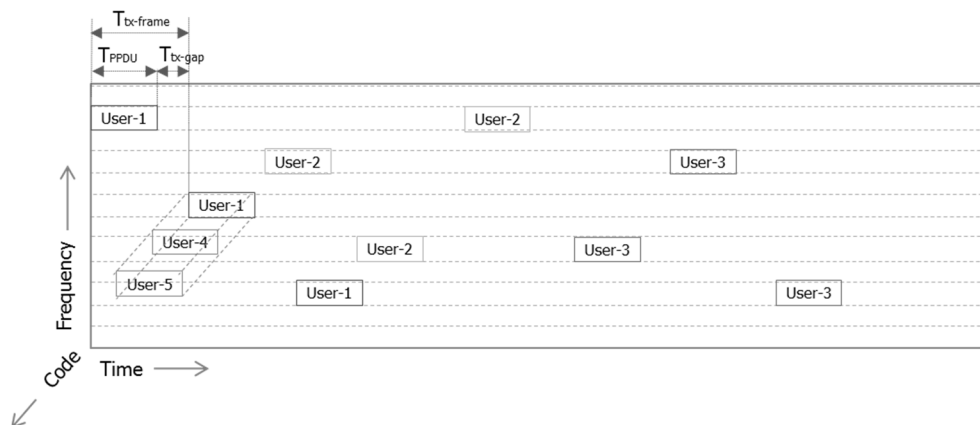 Ttx-frame
TPPDU Ttx-gap
User-1 User-2
User-2 User-3
User-1
User-4
User-2 User-3
User-5
User-1 User-3
Frequency
Code
Time